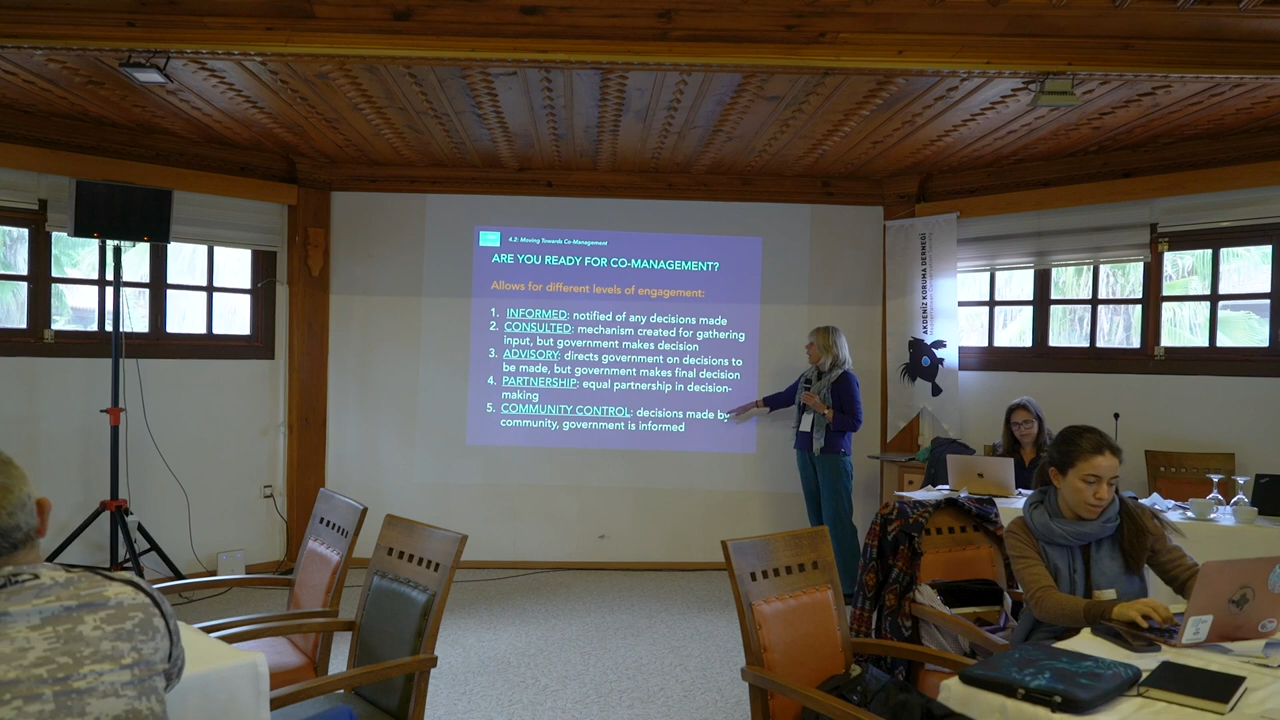 4.2: Moving Towards Co-Management
ARE YOU READY FOR CO-MANAGEMENT?
Allows for different levels of engagement:
1. INFORMED: notified of any decisions made
2. CONSULTED: mechanism created for gathering
input, but government makes decision
3. ADVISORY: directs government on decisions to
be made, but government makes final decision
4. PARTNERSHIP: equal partnership in decision-
making
5. COMMUNITY CONTROL: decisions made by
community, government is informed
AKDENİZ KORUMA DERNEĞİ
Mediterranean Conservation Society